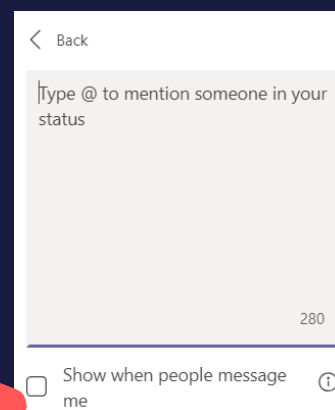 Back
Type @ to mention someone in your
status
280
Show when people message
me